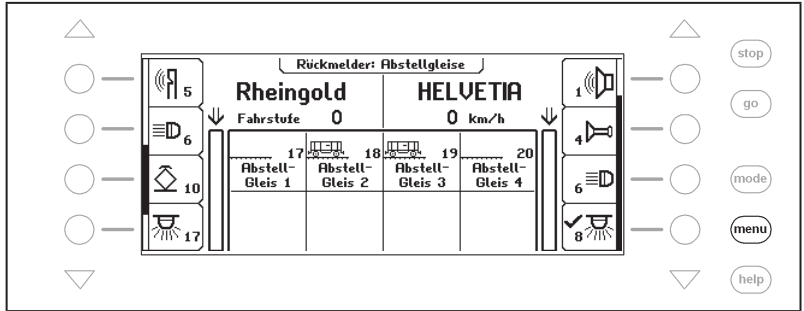 Rückmelder: Abstellgleise
Rheingold HELVETIA
Fahrstufe 0 0 km/h
5
6
10
17
17 18 19 20
Abstell- Abstell- Abstell- Abstell-
Gleis 1 Gleis 2 Gleis 3 Gleis 4
1
4
6
8
stop
go
mode
menu
help